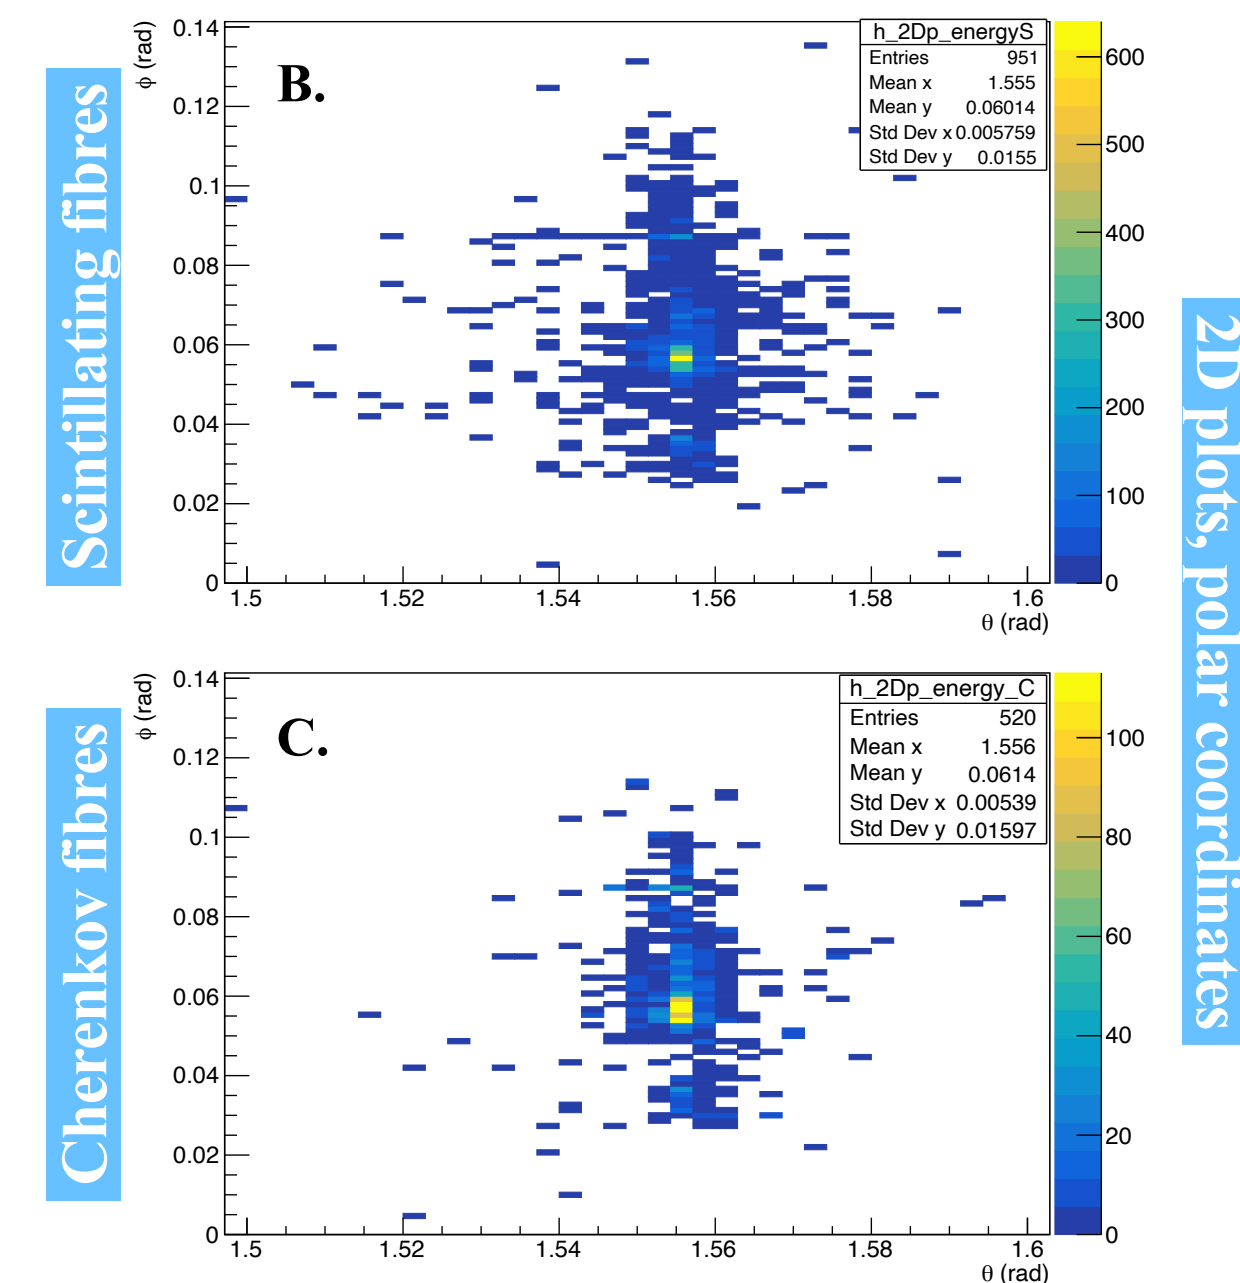 Scintillating fibres
B.
ϕ (rad)
0.14
0.12
0.1
0.08
0.06
0.04
0.02
0
1.5 1.52 1.54 1.56 1.58 1.6
θ (rad)
h_2Dp_energyS
Entries 951
Mean x 1.555
Mean y 0.06014
Std Dev x 0.005759
Std Dev y 0.0155
600
500
400
300
200
100
0
2D plots, polar coordinates
Cherenkov fibres
C.
ϕ (rad)
0.14
0.12
0.1
0.08
0.06
0.04
0.02
0
1.5 1.52 1.54 1.56 1.58 1.6
θ (rad)
h_2Dp_energy_C
Entries 520
Mean x 1.556
Mean y 0.0614
Std Dev x 0.00539
Std Dev y 0.01597
100
80
60
40
20
0